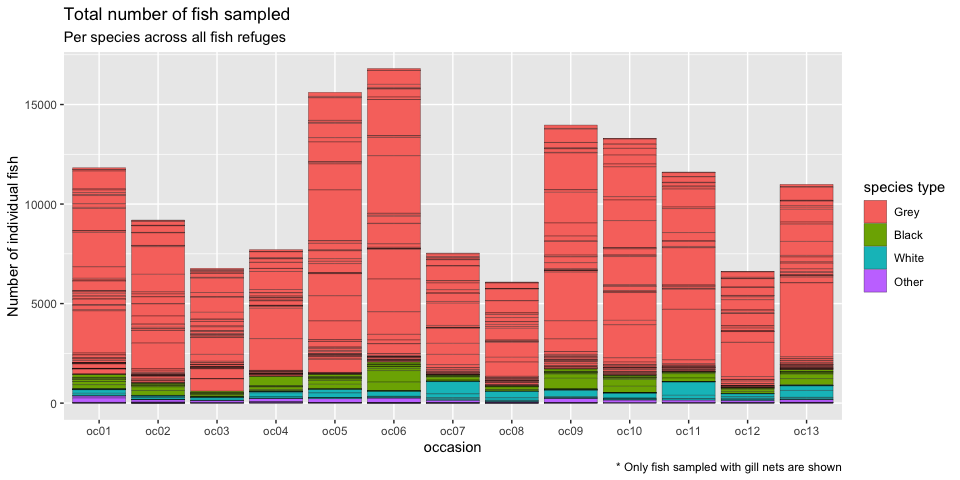 Total number of fish sampled
Per species across all fish refuges
Number of individual fish
15000
10000
5000
0
oc01 oc02 oc03 oc04 oc05 oc06 oc07 oc08 oc09 oc10 oc11 oc12 oc13
occasion
species type
Grey
Black
White
Other
* Only fish sampled with gill nets are shown